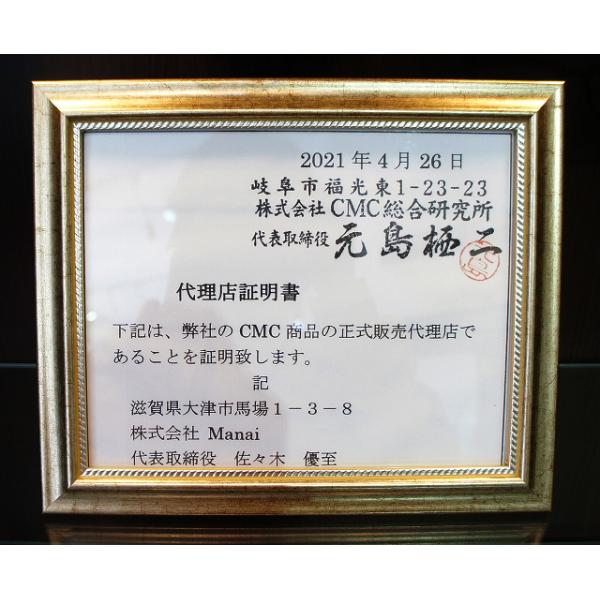 2021年4月26日
岐阜市福光東1-23-23
株式会社CMC総合研究所
代表取締役 元島栖二
代理店証明書
下記は、弊社の CMC 商品の正式販売代理店で
あることを証明致します。
記
滋賀県大津市馬場1－3－8
株式会社 Manai
代表取締役　佐々木　優至